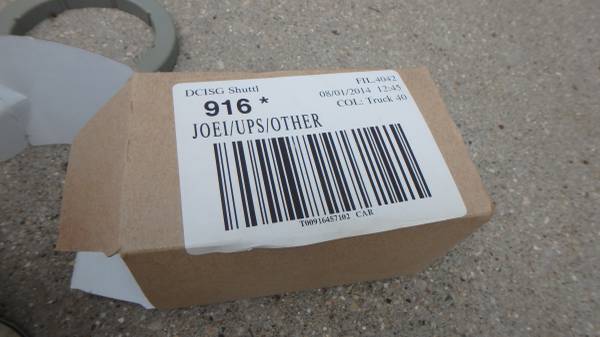 DCISG Shuttl FIL 4042
916 * 08/01/2014 12:45
COL: Truck 40
JOEI/UPS/OTHER
T00916457102 CAR